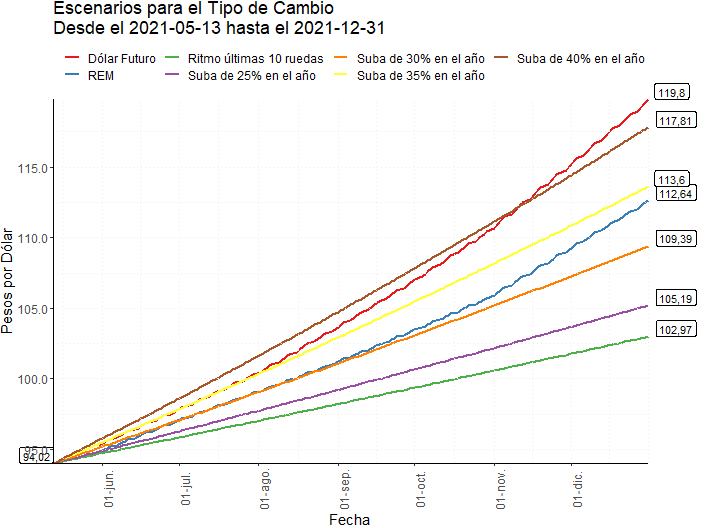 Escenarios para el Tipo de Cambio
Desde el 2021-05-13 hasta el 2021-12-31
Dólar Futuro
Ritmo últimas 10 ruedas
Suba de 30% en el año
Suba de 40% en el año
REM
Suba de 25% en el año
Suba de 35% en el año
119,8
117,81
113,6
112,64
109,39
105,19
102,97
94,02
115.0
110.0
105.0
100.0
95.0
Pesos por Dólar
01-jun.
01-jul.
01-ago.
01-sep.
01-oct.
01-nov.
01-dic.
Fecha